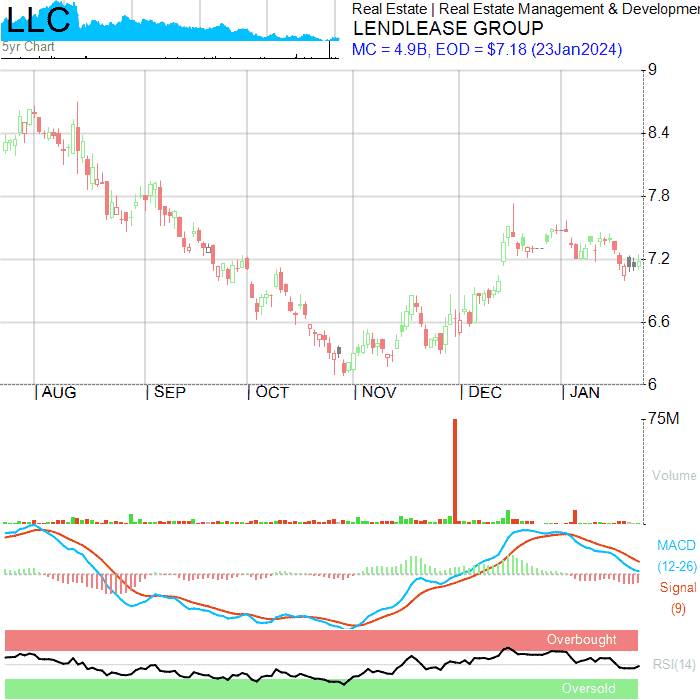 LLC
5yr Chart
Real Estate | Real Estate Management & Developmen
LENDLEASE GROUP
MC = 4.9B, EOD = $7.18 (23Jan2024)
9
8.4
7.8
7.2
6.6
6
AUG SEP OCT NOV DEC JAN
75M
Volume
MACD
(12-26)
Signal
(9)
Overbought
RSI(14)
Oversold